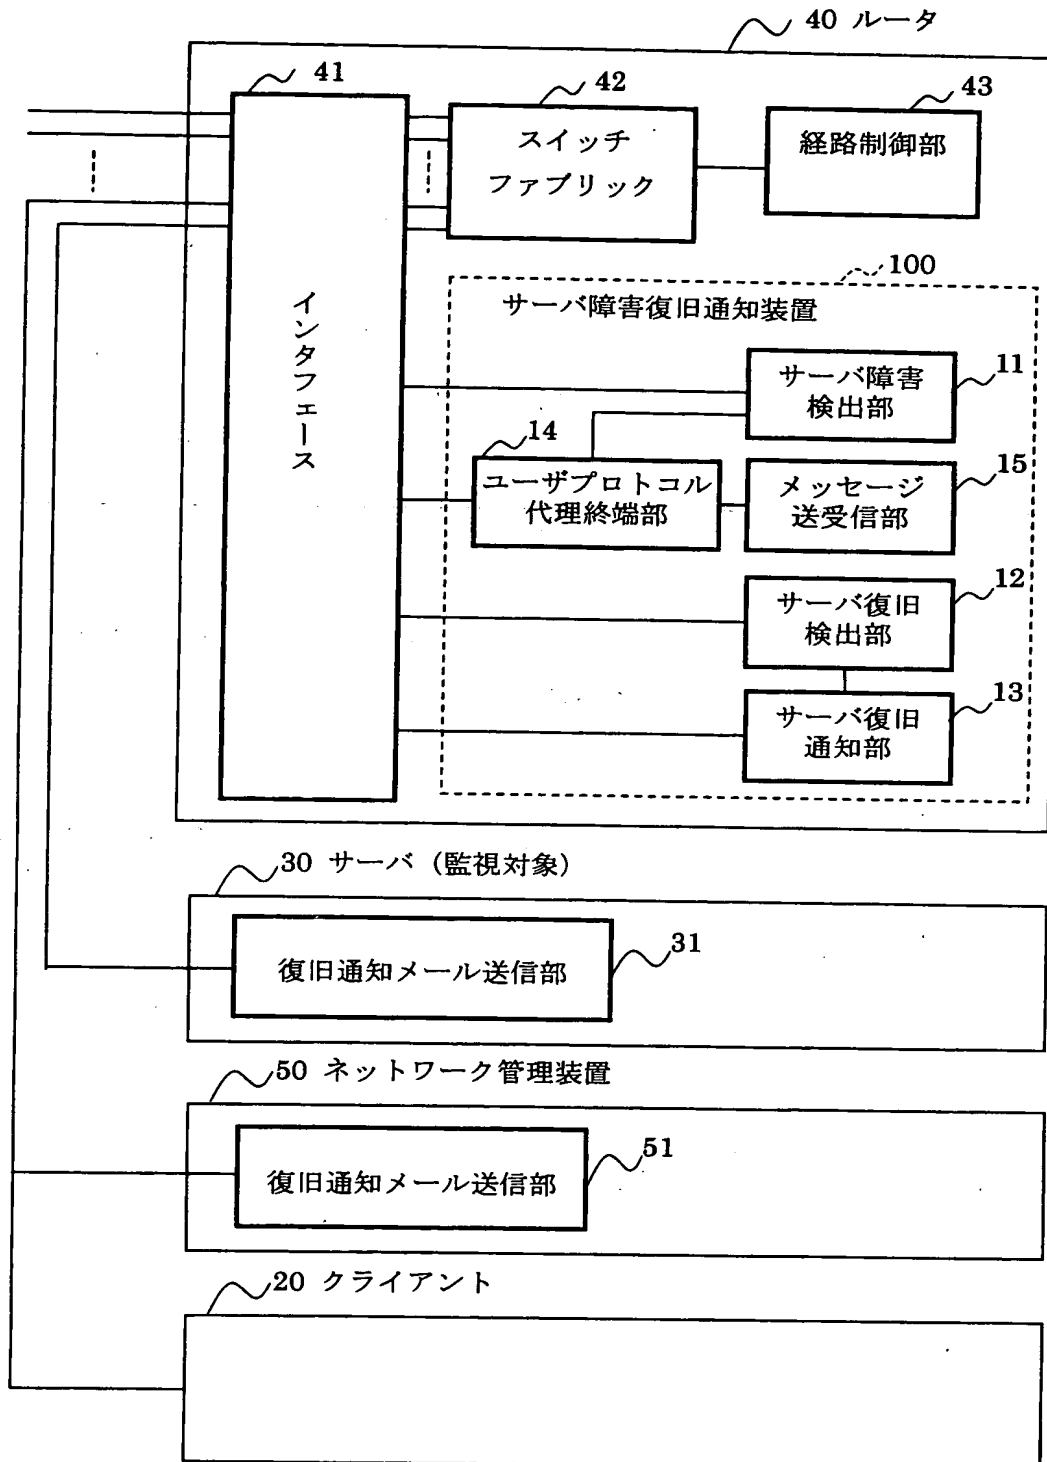 40 ルータ
41
42
43
スイッチ
ファブリック
経路制御部
100
サーバ障害復旧通知装置
インタフェース
11
サーバ障害
検出部
14
ユーザプロトコル
代理終端部
15
メッセージ
送受信部
12
サーバ復旧
検出部
13
サーバ復旧
通知部
30 サーバ (監視対象)
31
復旧通知メール送信部
50 ネットワーク管理装置
51
復旧通知メール送信部
20 クライアント